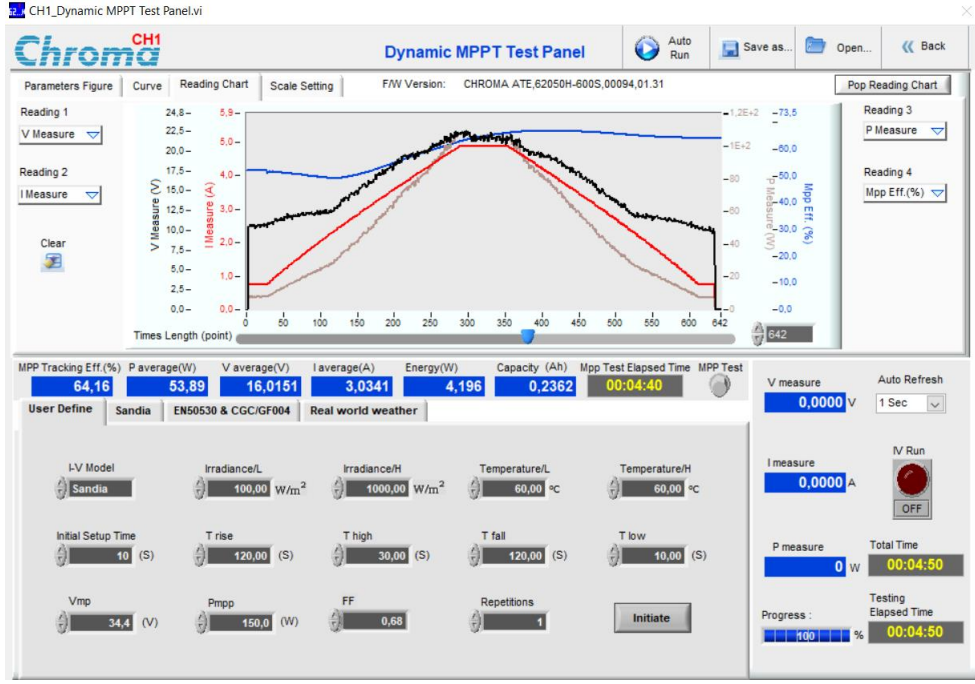 CH1_Dynamic MPPT Test Panel.vi
Chroma CH1
Dynamic MPPT Test Panel
Auto Run
Save as...
Open...
Back
Parameters Figure
Curve
Reading Chart
Scale Setting
F/W Version: CHROMA ATE,62050H-600S,00094,01.31
Pop Reading Chart
Reading 1
V Measure
Reading 2
I Measure
Clear
V Measure (V)
24,8
22,5
20,0
17,5
15,0
12,5
10,0
7,5
5,0
2,5
0,0
I Measure (A)
5,9
5,0
4,0
3,0
2,0
1,0
0,0
1,2E+2
1E+2
80
60
40
20
0
P Measure (W)
73,5
60,0
50,0
40,0
30,0
20,0
10,0
0,0
Mpp Eff. (%)
Reading 3
P Measure
Reading 4
Mpp Eff.(%)
0 50 100 150 200 250 300 350 400 450 500 550 600 642
Times Length (point)
642
MPP Tracking Eff.(%) P average(W) V average(V) I average(A) Energy(W) Capacity (Ah) Mpp Test Elapsed Time MPP Test
64,16 53,89 16,0151 3,0341 4,196 0,2362 00:04:40
User Define
Sandia
EN50530 & CGC/GF004
Real world weather
I-V Model
Sandia
Irradiance/L
100,00 W/m²
Irradiance/H
1000,00 W/m²
Temperature/L
60,00 ºC
Temperature/H
60,00 ºC
Initial Setup Time
10 (S)
T rise
120,00 (S)
T high
30,00 (S)
T fall
120,00 (S)
T low
10,00 (S)
Vmp
34,4 (V)
Pmpp
150,0 (W)
FF
0,68
Repetitions
1
Initiate
V measure
0,0000 V
Auto Refresh
1 Sec
I measure
0,0000 A
IV Run
OFF
P measure
0 W
Total Time
00:04:50
Progress :
100 %
Testing
Elapsed Time
00:04:50